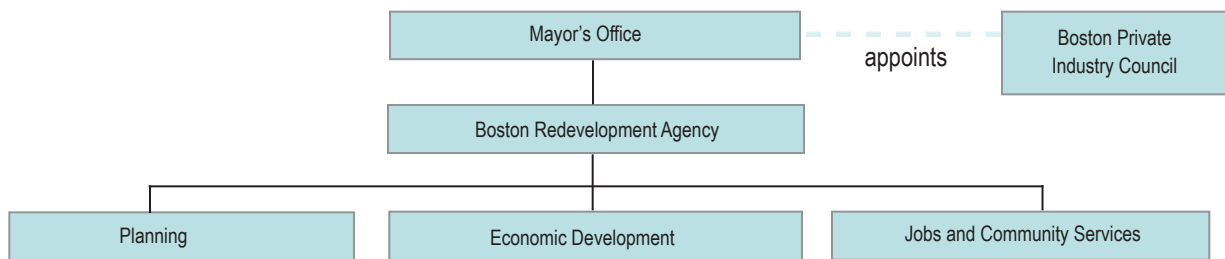 Mayor’s Office
appoints
Boston Private
Industry Council
Boston Redevelopment Agency
Planning
Economic Development
Jobs and Community Services